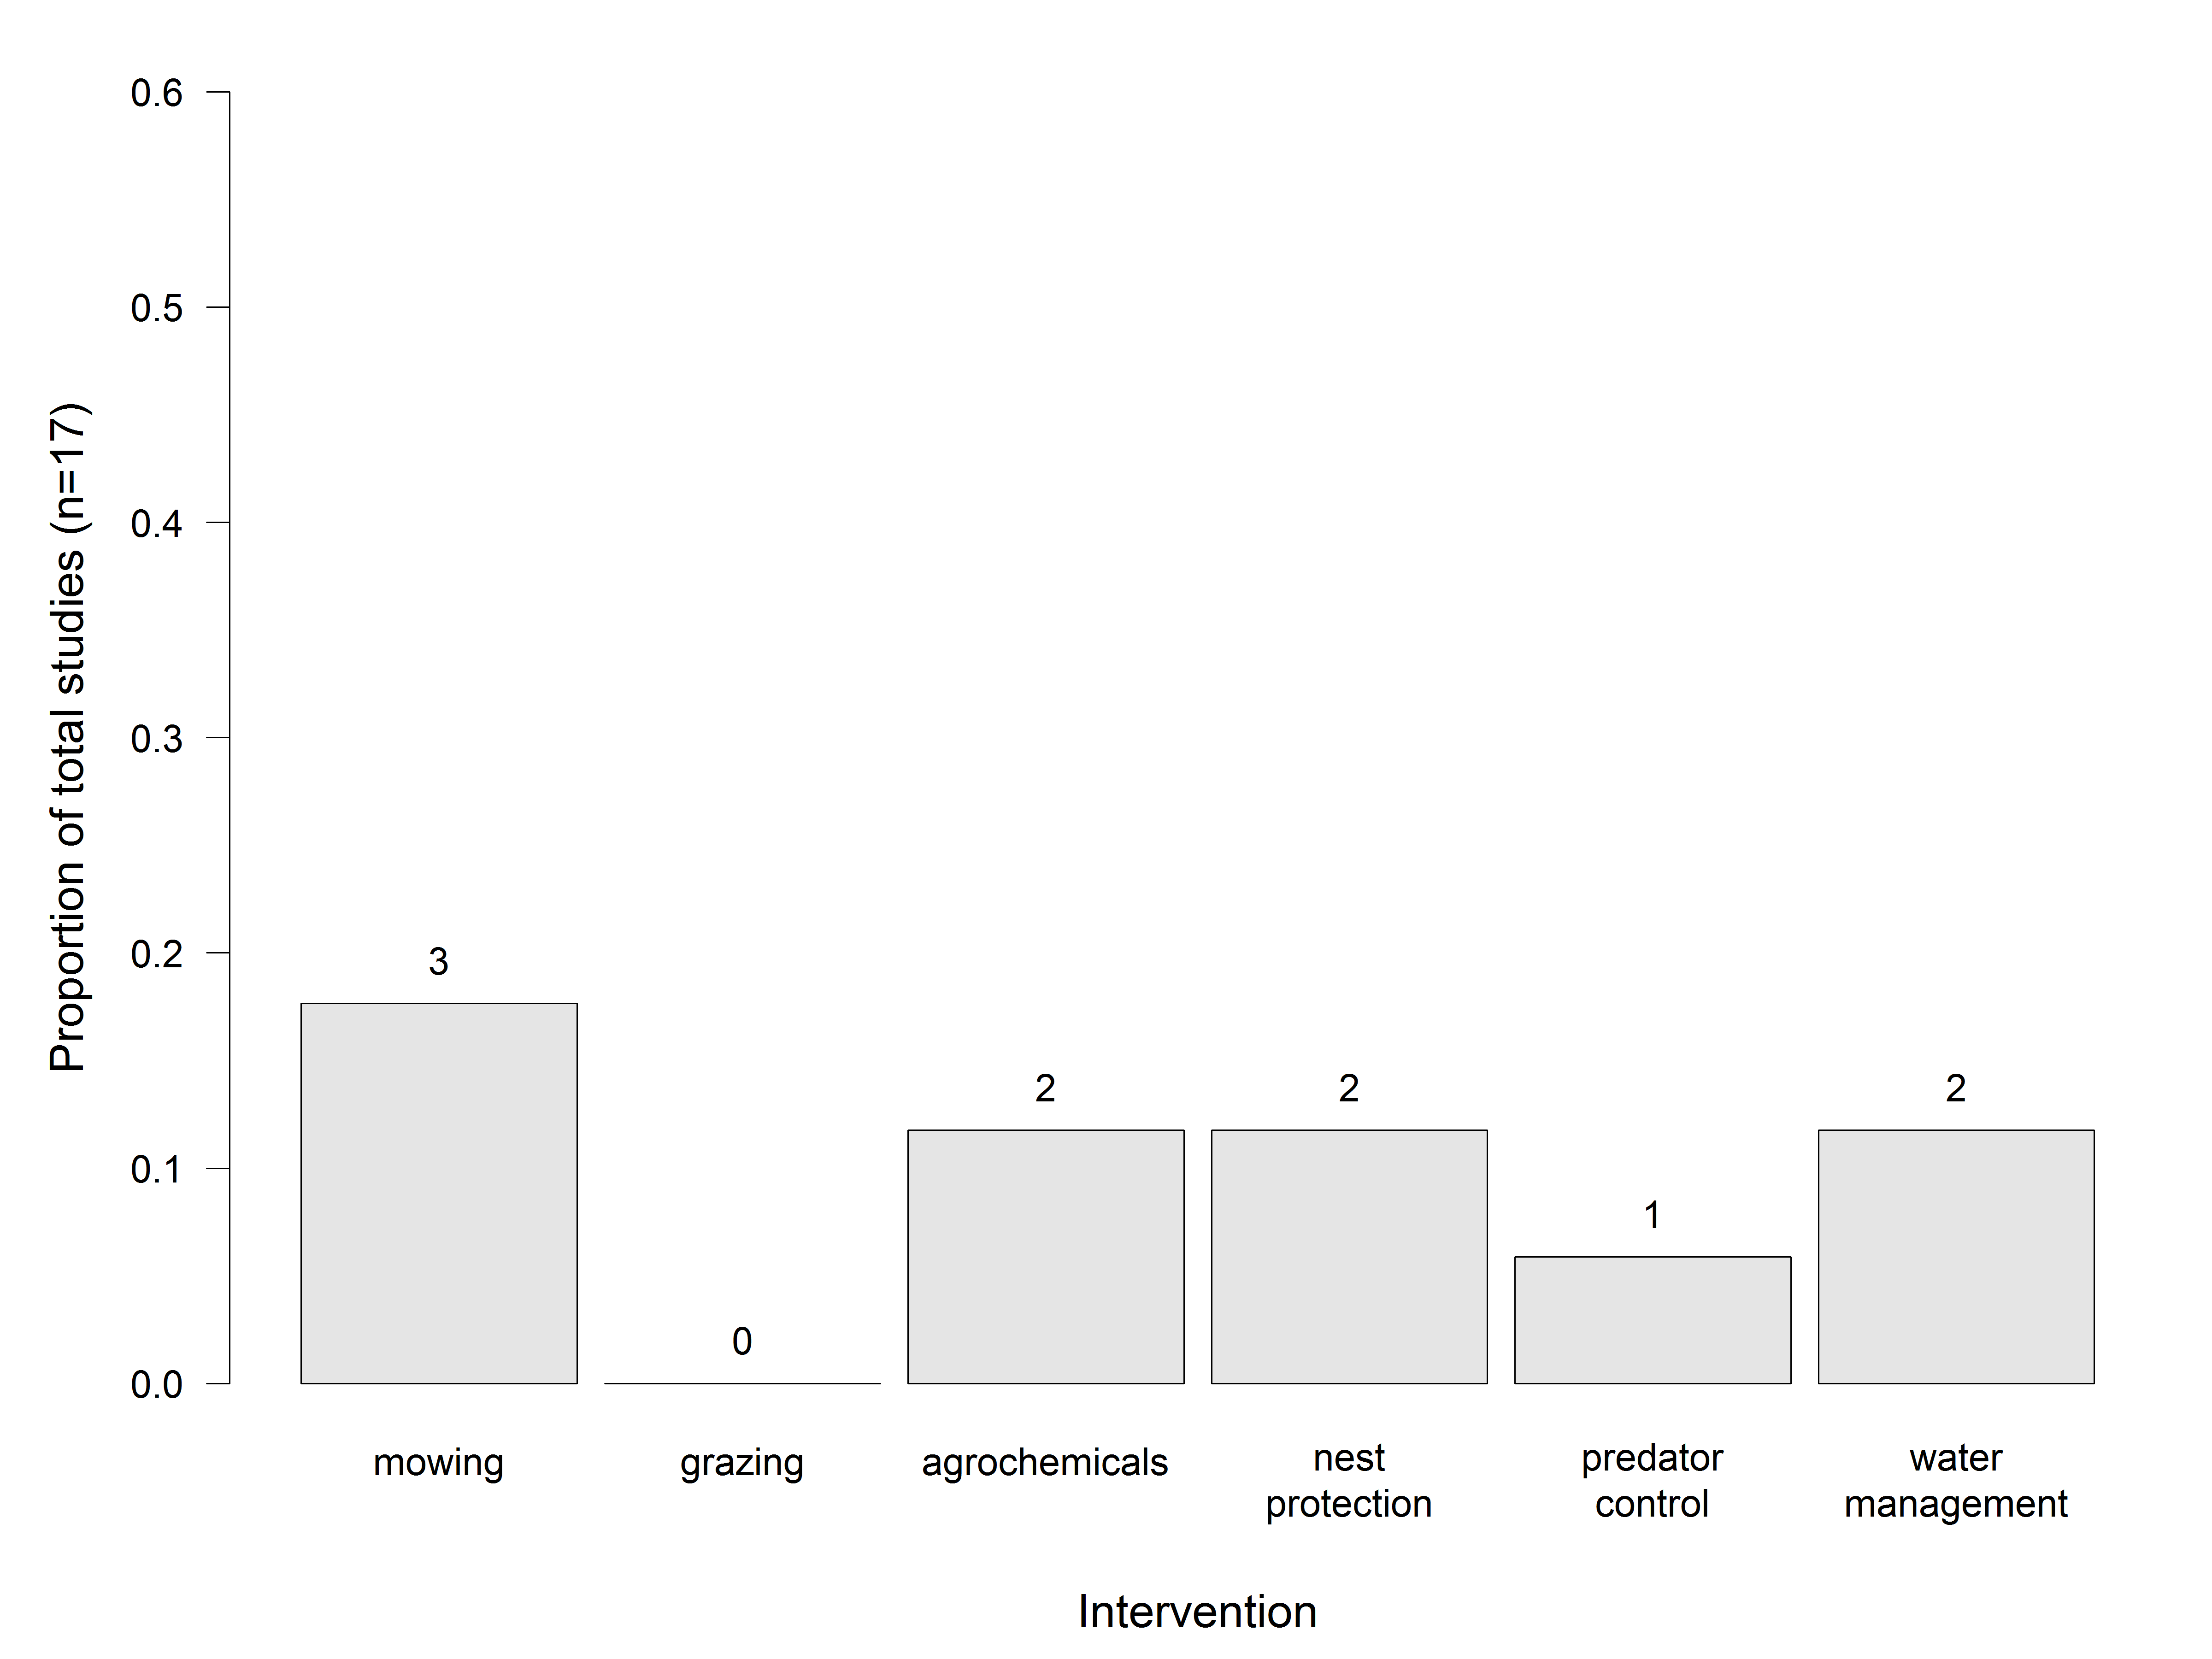 Proportion of total studies (n=17)
0.6
0.5
0.4
0.3
0.2
0.1
0.0
3
0
2
2
1
2
mowing
grazing
agrochemicals
nest
protection
predator
control
water
management
Intervention